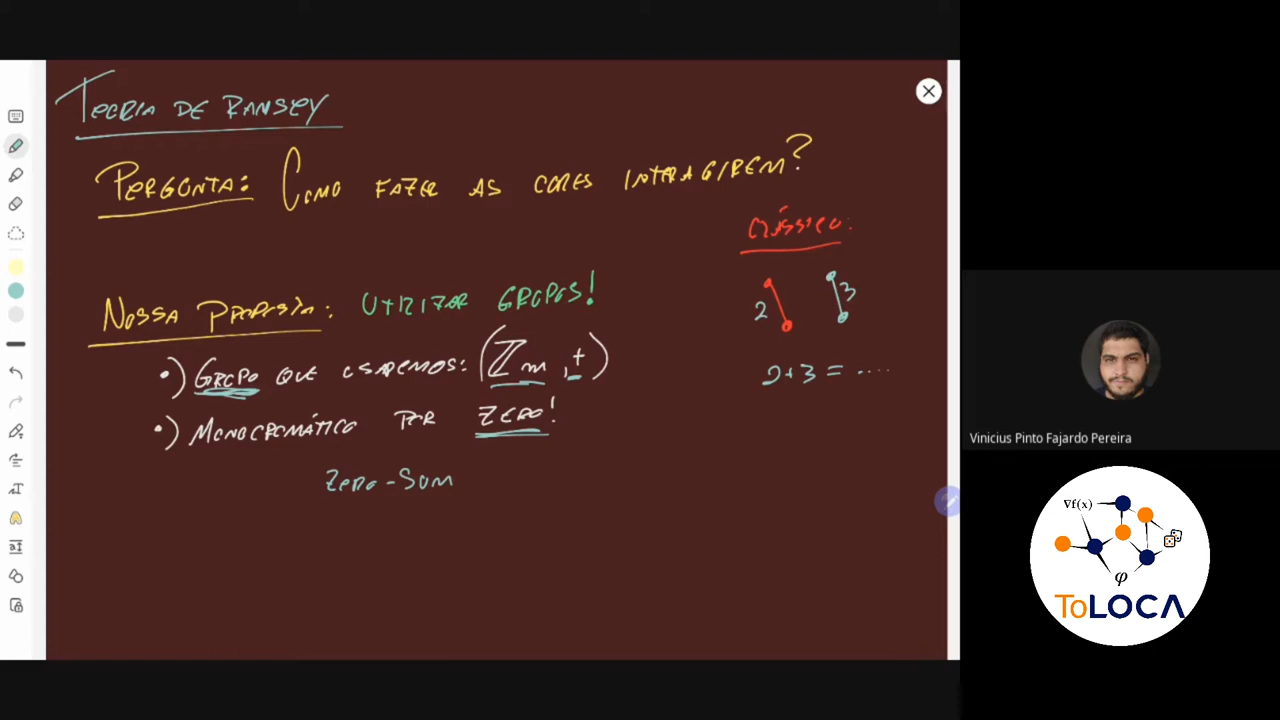 TEORIA DE RAMSEY
PERGUNTA: COMO FAZER AS CORES INTERAGIREM?
CLÁSSICO:
NOSSA PROPOSTA: UTILIZAR GRUPOS!
2 3
•) GRUPO QUE USAREMOS: (ℤm, +)
2+3 = ....
•) MONOCROMÁTICO POR ZERO!
ZERO-SUM
Vinicius Pinto Fajardo Pereira
∇f(x)
φ
ToLOCA